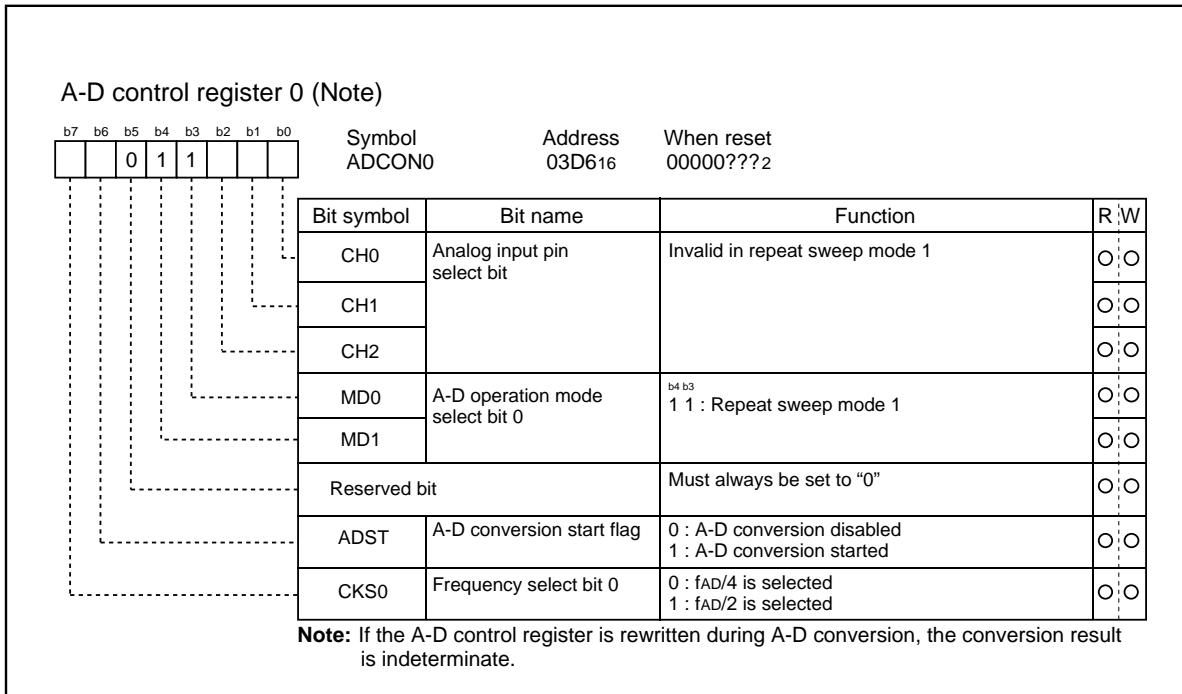 A-D control register 0 (Note)
b7 b6 b5 b4 b3 b2 b1 b0
0 1 1
Symbol Address When reset
ADCON0 03D616 00000???2
Bit symbol Bit name Function R W
CH0 Analog input pin select bit Invalid in repeat sweep mode 1 O O
CH1 O O
CH2 O O
MD0 A-D operation mode select bit 0 b4 b3
1 1 : Repeat sweep mode 1 O O
MD1 O O
Reserved bit Must always be set to “0” O O
ADST A-D conversion start flag 0 : A-D conversion disabled
1 : A-D conversion started O O
CKS0 Frequency select bit 0 0 : fAD/4 is selected
1 : fAD/2 is selected O O
Note: If the A-D control register is rewritten during A-D conversion, the conversion result
is indeterminate.